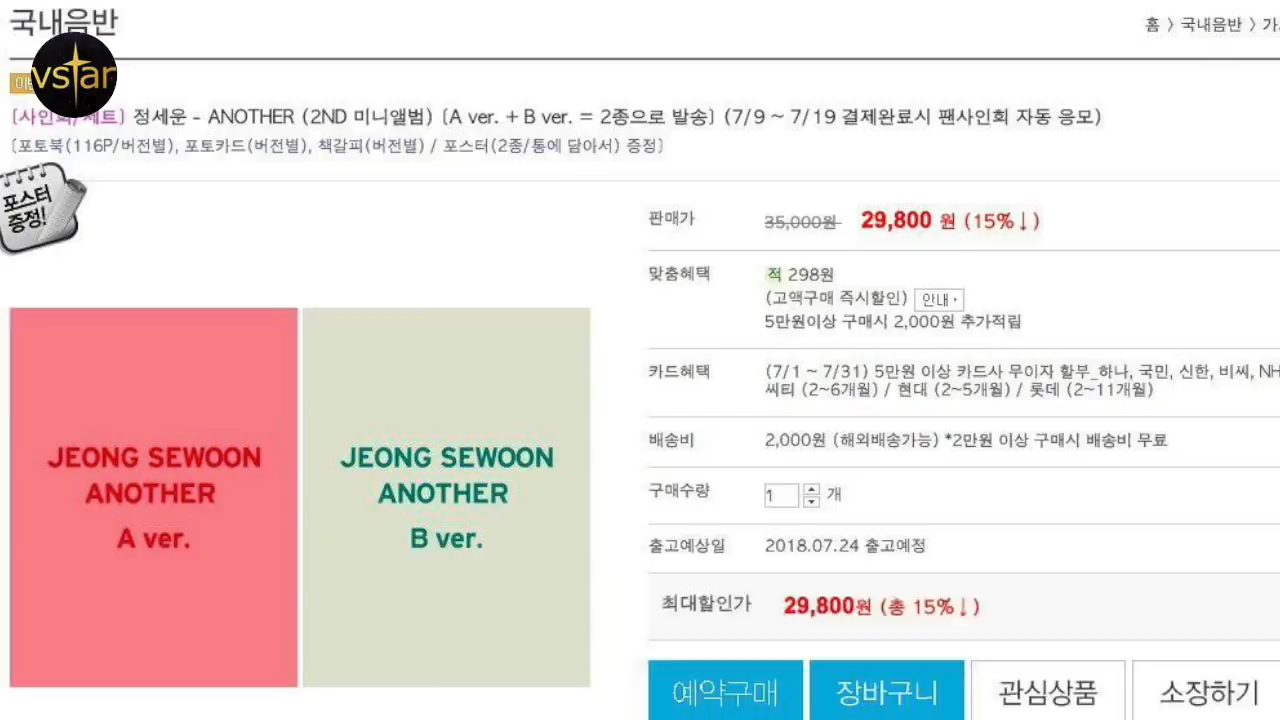 국내음반
홈 > 국내음반 > 가
vstar
[사인회/세트] 정세운 - ANOTHER (2ND 미니앨범) [A ver. + B ver. = 2종으로 발송] (7/9 ~ 7/19 결제완료시 팬사인회 자동 응모)
[포토북(116P/버전별), 포토카드(버전별), 책갈피(버전별) / 포스터(2종/통에 담아서) 증정]
포스터
증정!
판매가 35,000원 29,800 원 (15%↓)
맞춤혜택 적 298원
(고액구매 즉시할인) 안내
5만원이상 구매시 2,000원 추가적립
카드혜택 (7/1 ~ 7/31) 5만원 이상 카드사 무이자 할부_하나, 국민, 신한, 비씨, NH
씨티 (2~6개월) / 현대 (2~5개월) / 롯데 (2~11개월)
배송비 2,000원 (해외배송가능) *2만원 이상 구매시 배송비 무료
구매수량 1 개
출고예상일 2018.07.24 출고예정
최대할인가 29,800원 (총 15%↓)
JEONG SEWOON
ANOTHER
A ver.
JEONG SEWOON
ANOTHER
B ver.
예약구매 장바구니 관심상품 소장하기